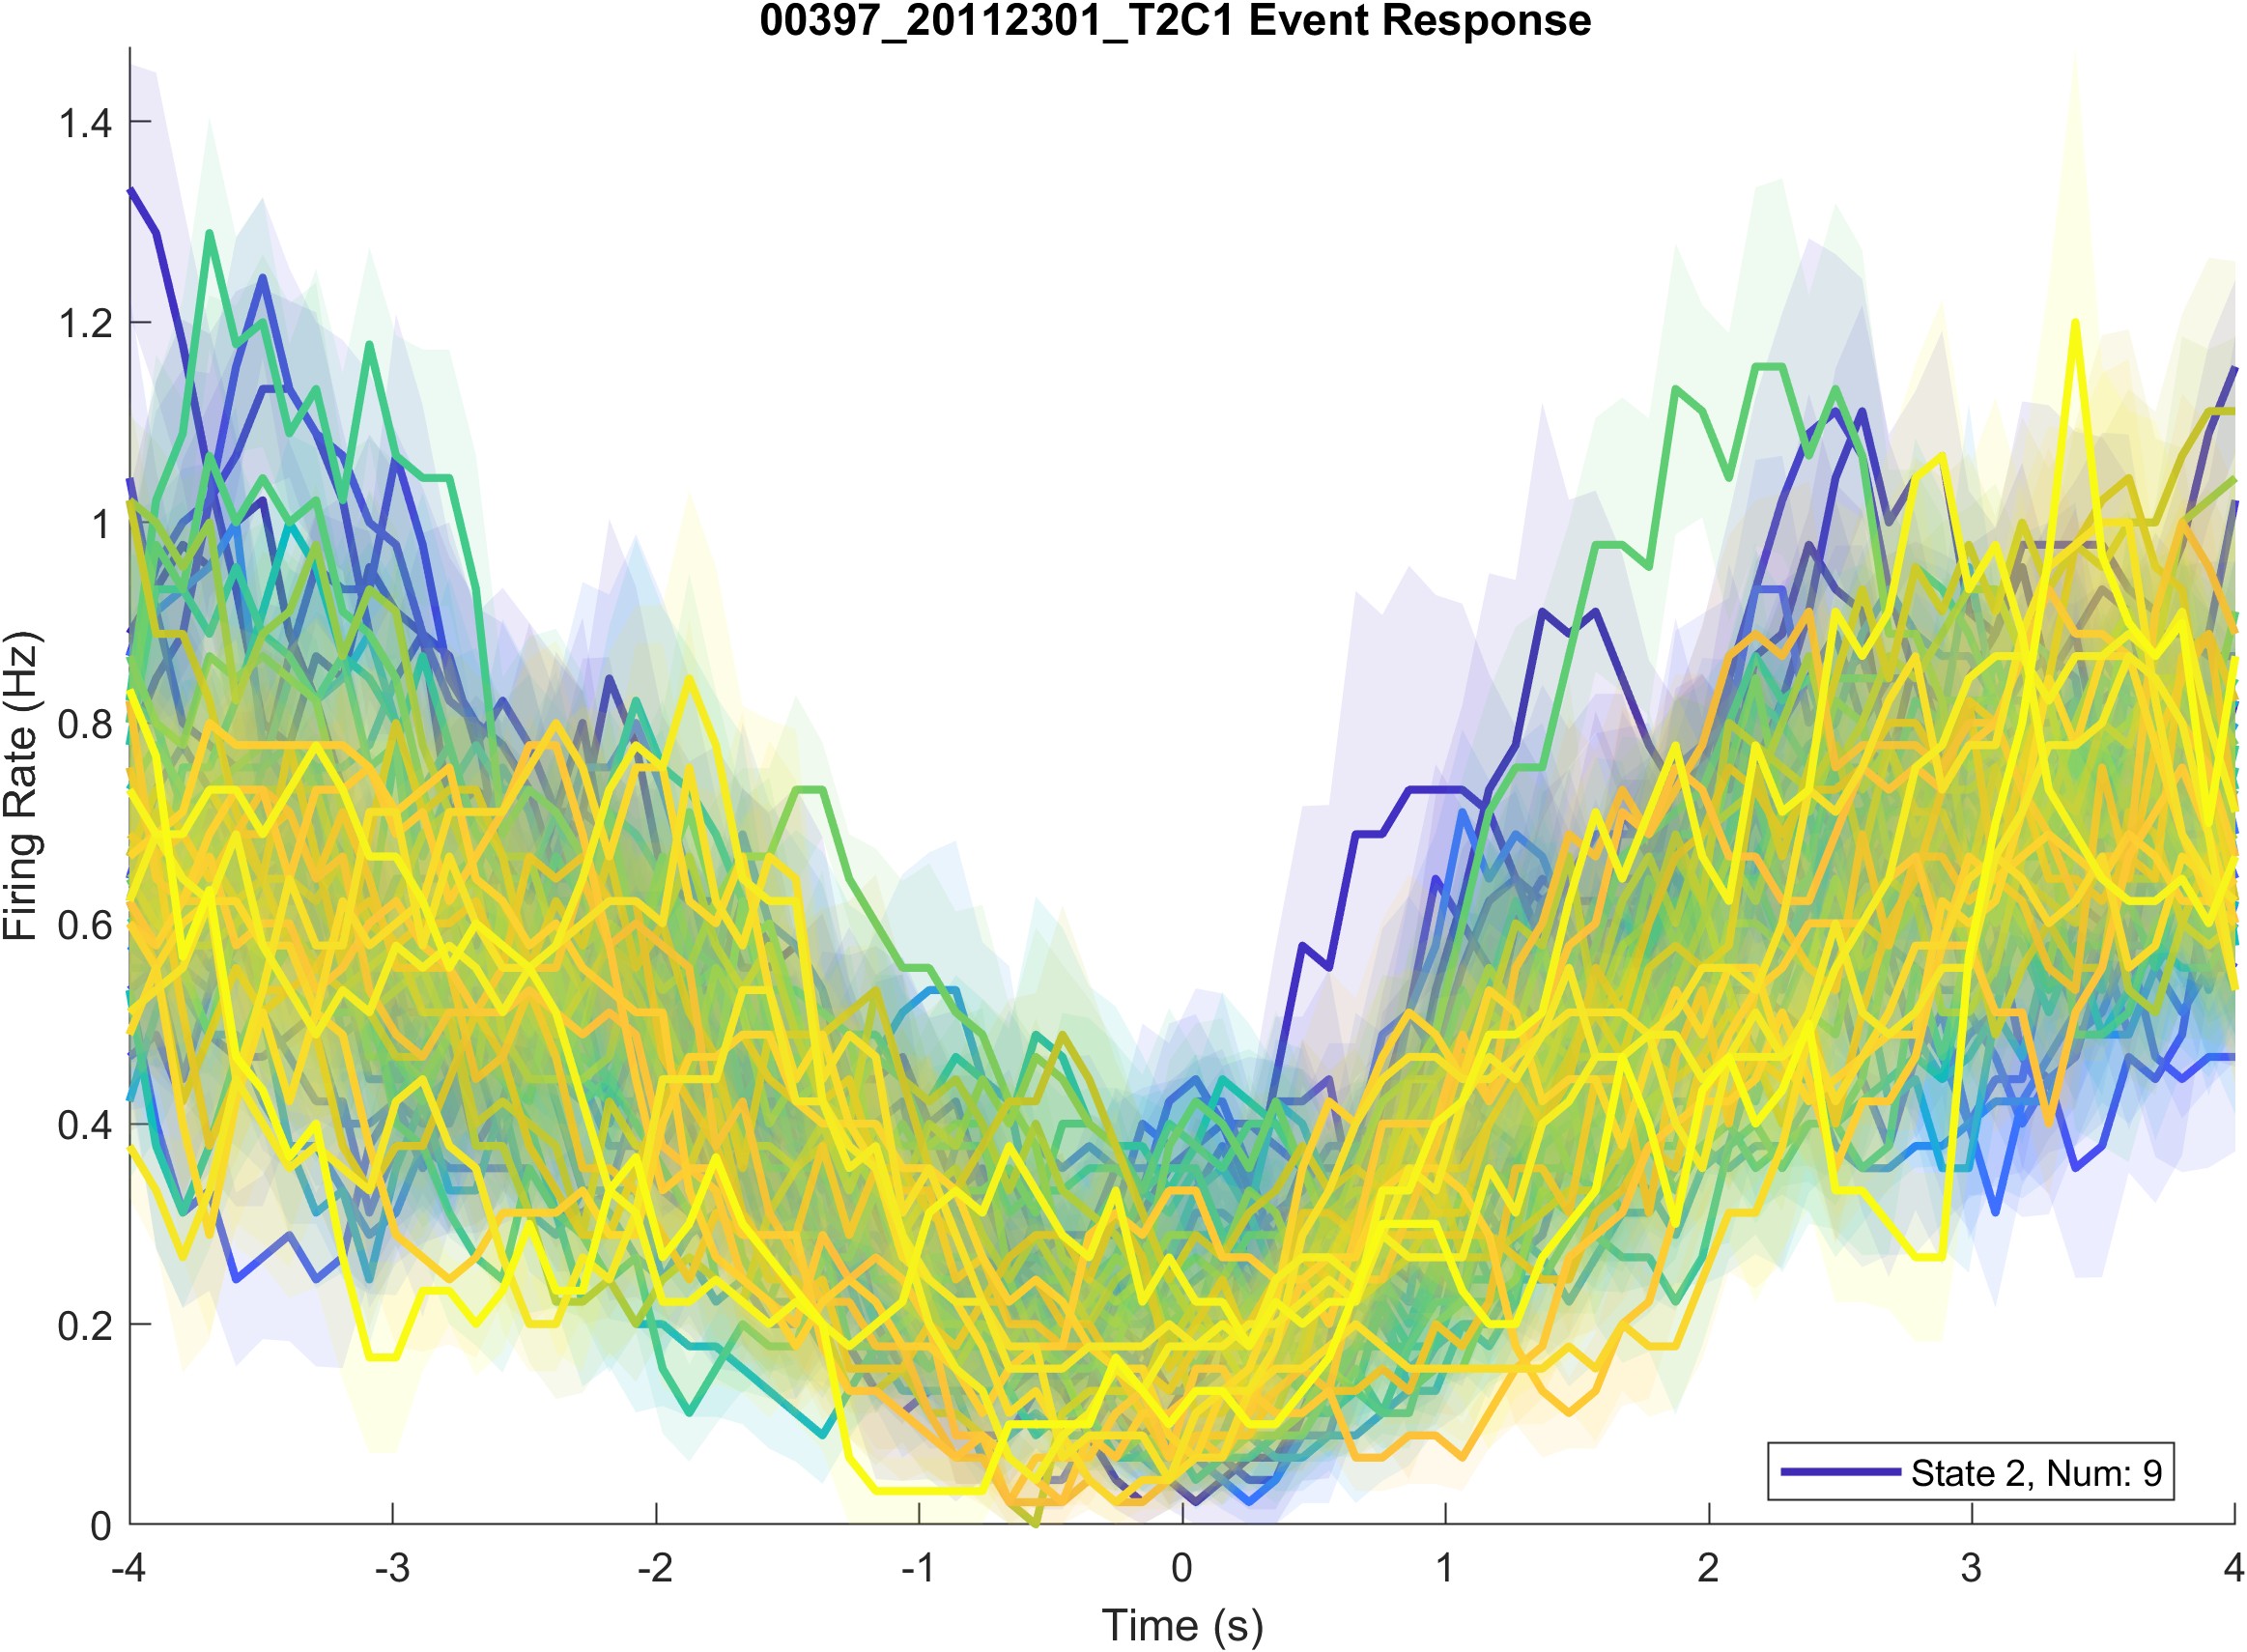 00397_20112301_T2C1 Event Response
Firing Rate (Hz)
1.4
1.2
1
0.8
0.6
0.4
0.2
0
State 2, Num: 9
-4 -3 -2 -1 0 1 2 3 4
Time (s)